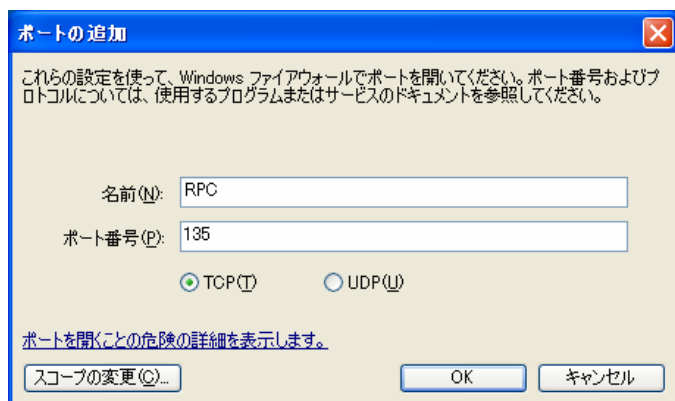 ポートの追加
これらの設定を使って、Windows ファイアウォールでポートを開いてください。ポート番号およびプ
ロトコルについては、使用するプログラムまたはサービスのドキュメントを参照してください。
名前(N): RPC
ポート番号(P): 135
TCP(T) UDP(U)
ポートを開くことの危険の詳細を表示します。
スコープの変更(C)... OK キャンセル